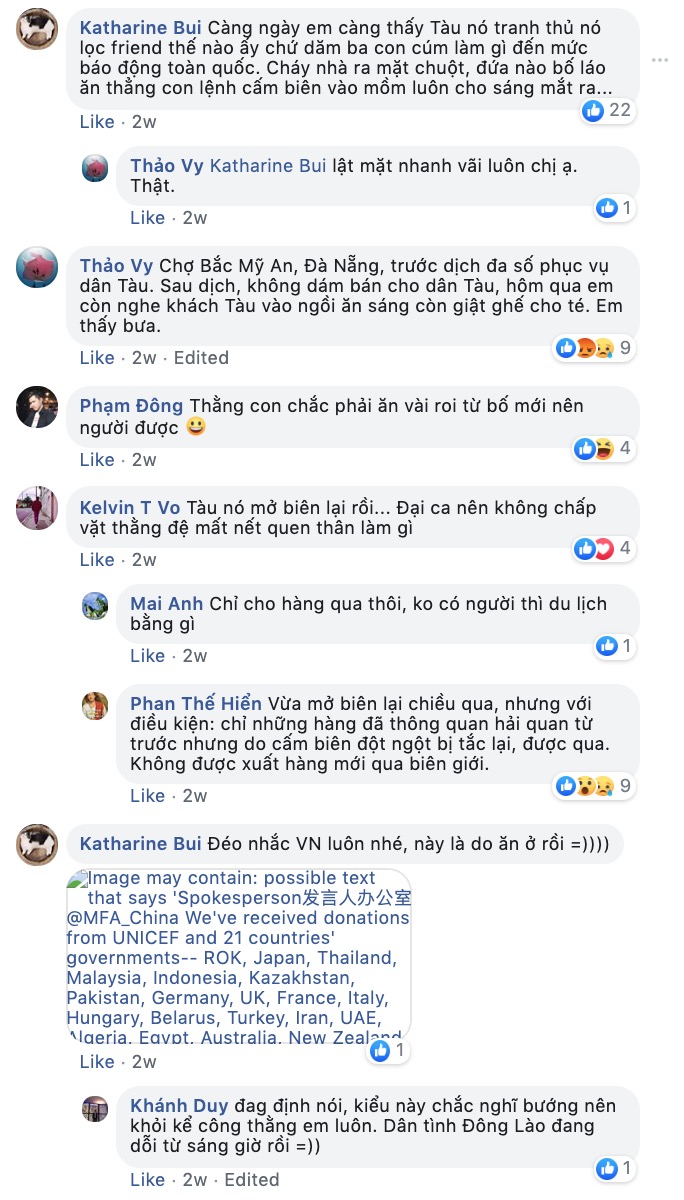 Katharine Bui Càng ngày em càng thấy Tàu nó tranh thủ nó
lọc friend thế nào ấy chứ dăm ba con cúm làm gì đến mức
báo động toàn quốc. Cháy nhà ra mặt chuột, đứa nào bố láo
ăn thẳng con lệnh cấm biên vào mồm luôn cho sáng mắt ra...
22
Like · 2w
Thảo Vy Katharine Bui lật mặt nhanh vãi luôn chị ạ.
Thật.
1
Like · 2w
Thảo Vy Chợ Bắc Mỹ An, Đà Nẵng, trước dịch đa số phục vụ
dân Tàu. Sau dịch, không dám bán cho dân Tàu, hôm qua em
còn nghe khách Tàu vào ngồi ăn sáng còn giật ghế cho té. Em
thấy bưa.
9
Like · 2w · Edited
Phạm Đông Thằng con chắc phải ăn vài roi từ bố mới nên
người được 😀
4
Like · 2w
Kelvin T Vo Tàu nó mở biên lại rồi... Đại ca nên không chấp
vặt thằng đệ mất nết quen thân làm gì
4
Like · 2w
Mai Anh Chỉ cho hàng qua thôi, ko có người thì du lịch
bằng gì
1
Like · 2w
Phan Thế Hiển Vừa mở biên lại chiều qua, nhưng với
điều kiện: chỉ những hàng đã thông quan hải quan từ
trước nhưng do cấm biên đột ngột bị tắc lại, được qua.
Không được xuất hàng mới qua biên giới.
9
Like · 2w
Katharine Bui Đéo nhắc VN luôn nhé, này là do ăn ở rồi =))))
Image may contain: possible text
that says 'Spokesperson发言人办公室
@MFA_China We've received donations
from UNICEF and 21 countries'
governments-- ROK, Japan, Thailand,
Malaysia, Indonesia, Kazakhstan,
Pakistan, Germany, UK, France, Italy,
Hungary, Belarus, Turkey, Iran, UAE,
Algeria, Egypt, Australia, New Zealand
1
Like · 2w
Khánh Duy đag định nói, kiểu này chắc nghĩ bướng nên
khỏi kể công thằng em luôn. Dân tình Đông Lào đang
dỗi từ sáng giờ rồi =))
1
Like · 2w · Edited